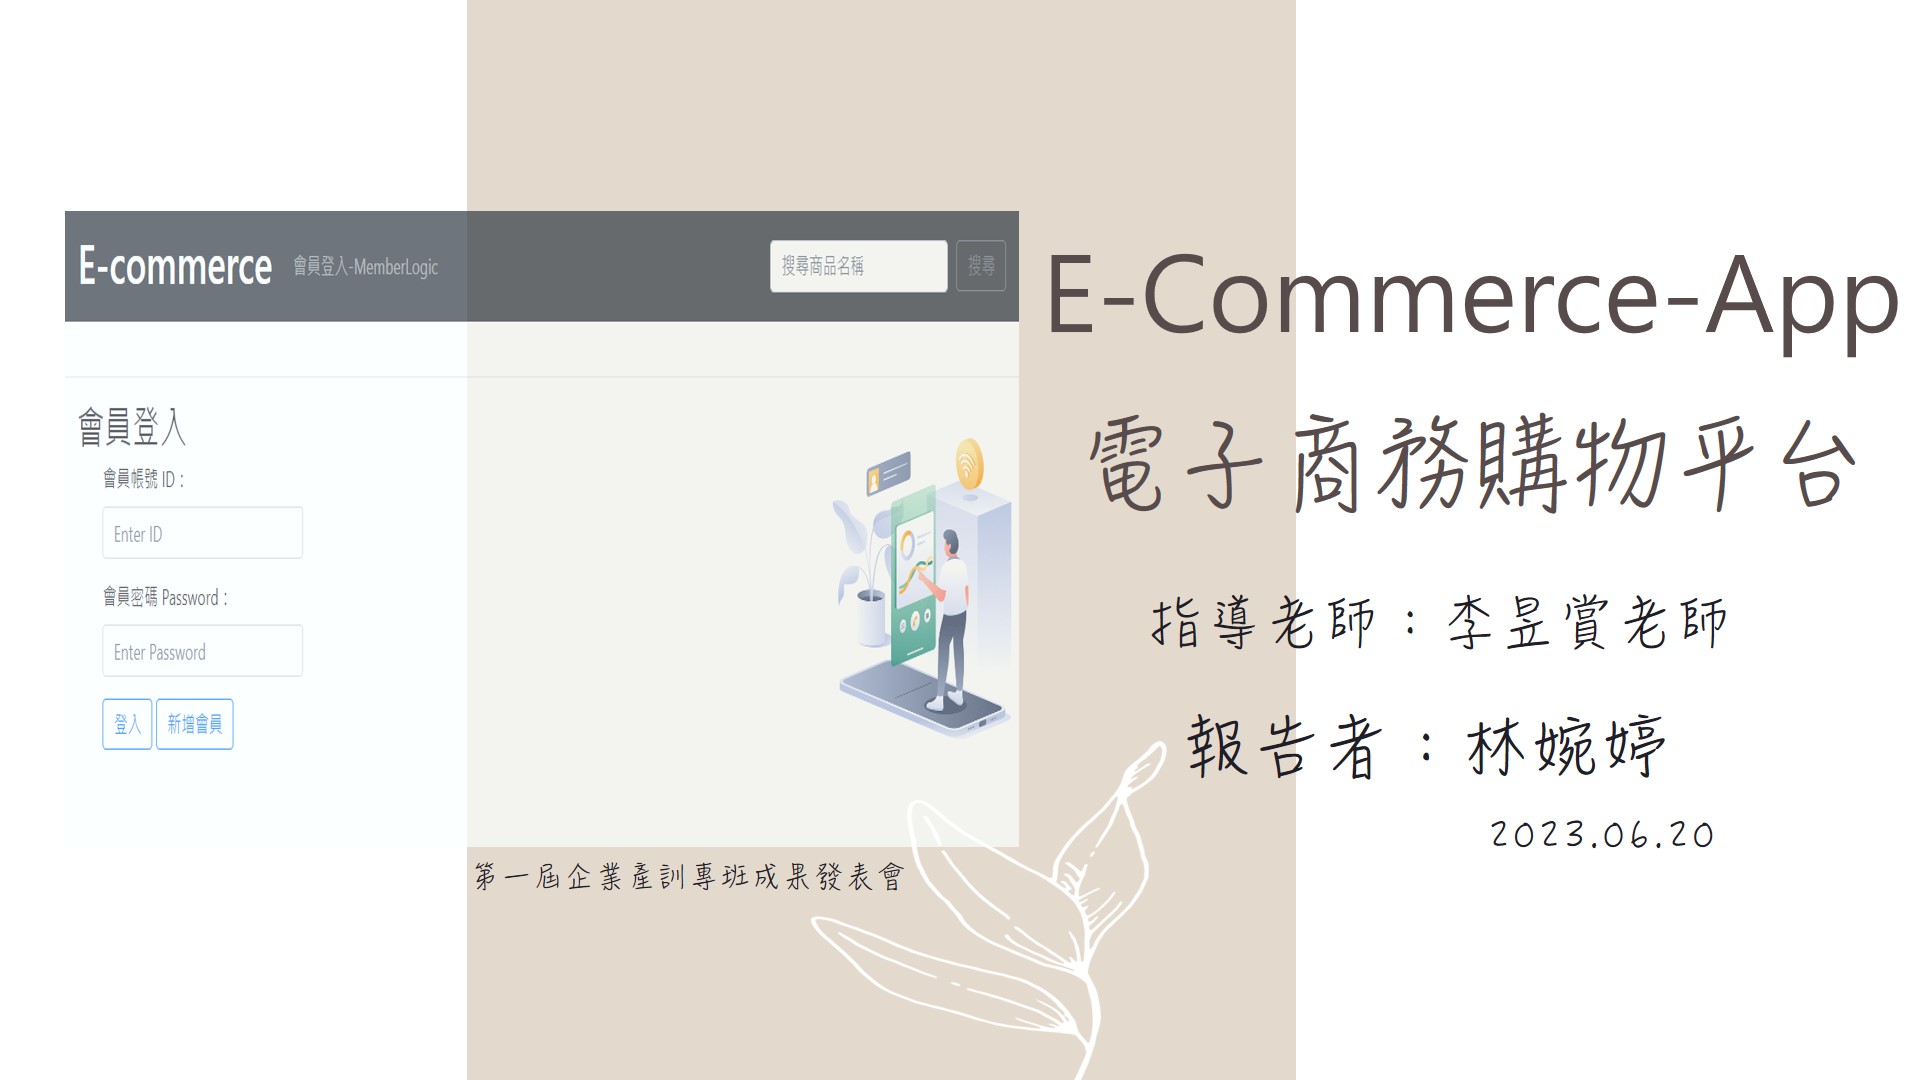 E-commerce 會員登入-MemberLogic 搜尋商品名稱 搜尋
會員登入
會員帳號 ID :
Enter ID
會員密碼 Password :
Enter Password
登入 新增會員
第一屆企業產訓專班成果發表會
E-Commerce-App
電子商務購物平台
指導老師：李昱賞老師
報告者：林婉婷
2023.06.20